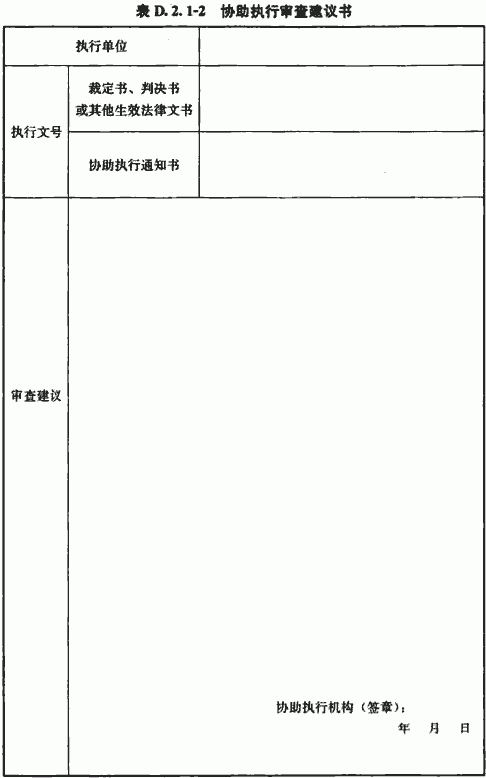 表 D. 2. 1-2 协助执行审查建议书
执行单位
执行文号
裁定书、判决书
或其他生效法律文书
协助执行通知书
审查建议
协助执行机构（签章）：
年 月 日